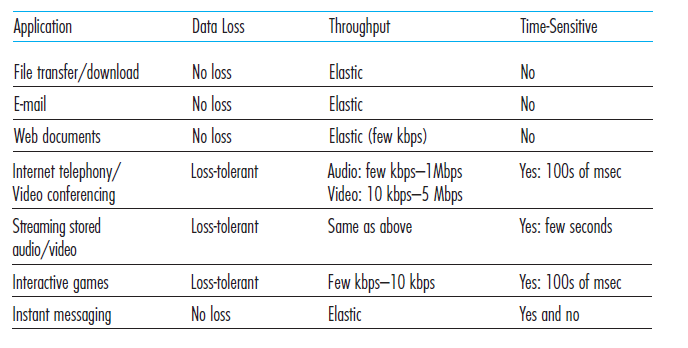 Application Data Loss Throughput Time-Sensitive
File transfer/download No loss Elastic No
E-mail No loss Elastic No
Web documents No loss Elastic (few kbps) No
Internet telephony/ Loss-tolerant Audio: few kbps–1Mbps Yes: 100s of msec
Video conferencing Video: 10 kbps–5 Mbps
Streaming stored Loss-tolerant Same as above Yes: few seconds
audio/video
Interactive games Loss-tolerant Few kbps–10 kbps Yes: 100s of msec
Instant messaging No loss Elastic Yes and no